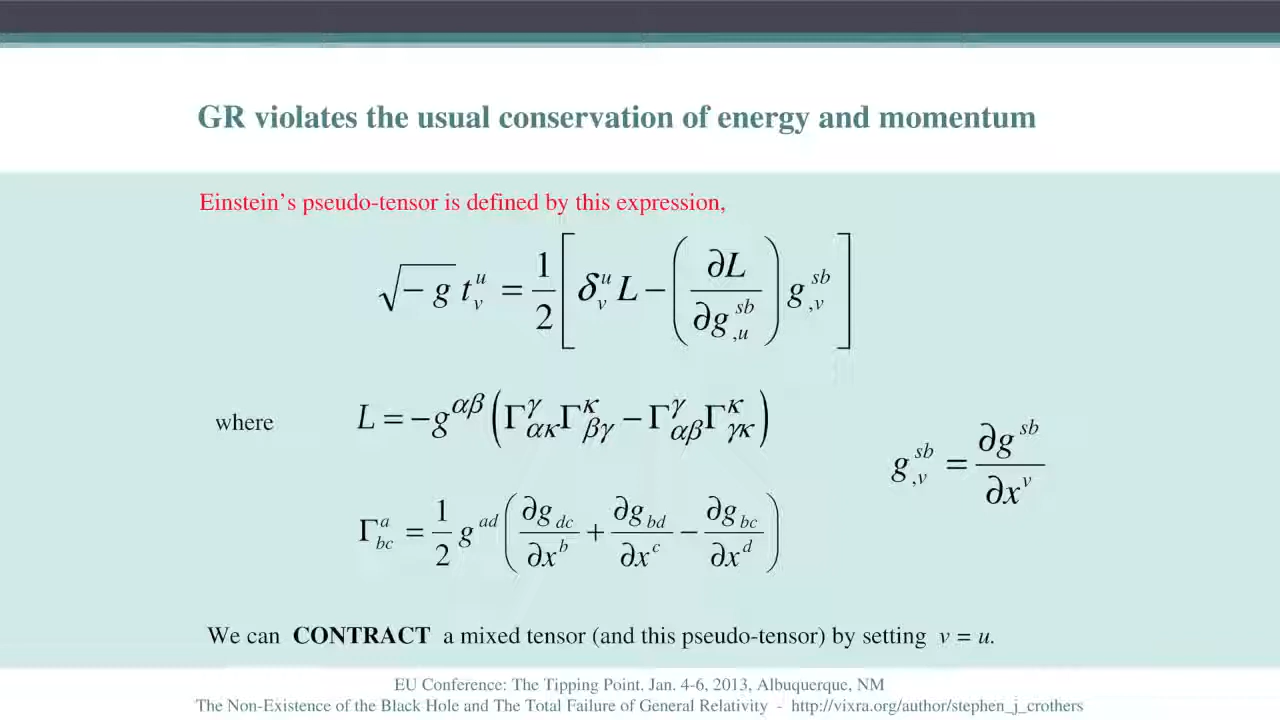 GR violates the usual conservation of energy and momentum
Einstein's pseudo-tensor is defined by this expression,
√−g t^u_v = 1/2 [ δ^u_v L − ( ∂L / ∂g^{sb}_{,u} ) g^{sb}_{,v} ]
where L = −g^{αβ} ( Γ^γ_{ακ} Γ^κ_{βγ} − Γ^γ_{αβ} Γ^κ_{γκ} )
g^{sb}_{,v} = ∂g^{sb} / ∂x^v
Γ^a_{bc} = 1/2 g^{ad} ( ∂g_{dc} / ∂x^b + ∂g_{bd} / ∂x^c − ∂g_{bc} / ∂x^d )
We can CONTRACT a mixed tensor (and this pseudo-tensor) by setting v = u.
EU Conference: The Tipping Point. Jan. 4-6, 2013, Albuquerque, NM
The Non-Existence of the Black Hole and The Total Failure of General Relativity - http://vixra.org/author/stephen_j_crothers